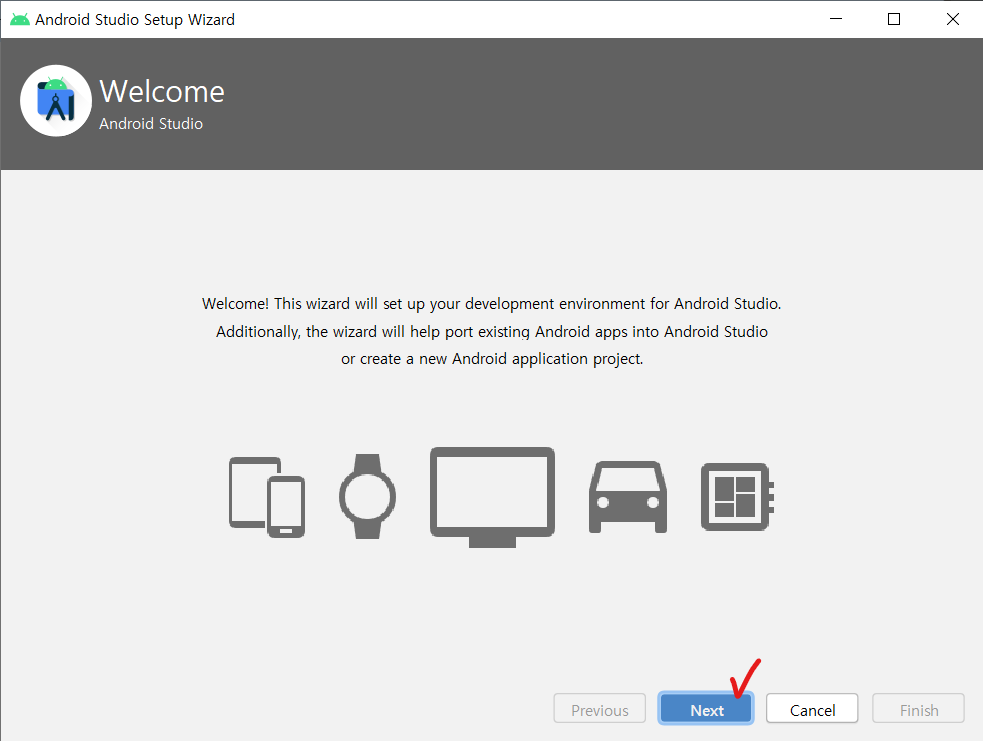 Android Studio Setup Wizard
Welcome
Android Studio
Welcome! This wizard will set up your development environment for Android Studio.
Additionally, the wizard will help port existing Android apps into Android Studio
or create a new Android application project.
Previous Next Cancel Finish